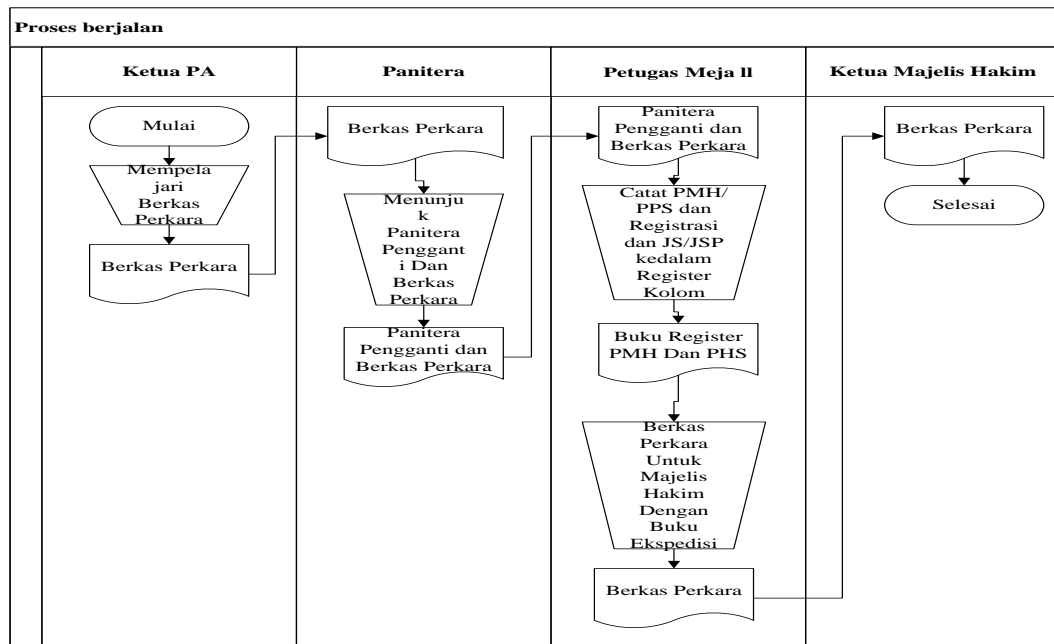 Proses berjalan
Ketua PA
Panitera
Petugas Meja ll
Ketua Majelis Hakim
Mulai
Mempela
jari
Berkas
Perkara
Berkas Perkara
Berkas Perkara
Menunju
k
Panitera
Penggant
i Dan
Berkas
Perkara
Panitera
Pengganti dan
Berkas Perkara
Panitera
Pengganti dan
Berkas Perkara
Catat PMH/
PPS dan
Registrasi
dan JS/JSP
kedalam
Register
Kolom
Buku Register
PMH Dan PHS
Berkas
Perkara
Untuk
Majelis
Hakim
Dengan
Buku
Ekspedisi
Berkas Perkara
Berkas Perkara
Selesai